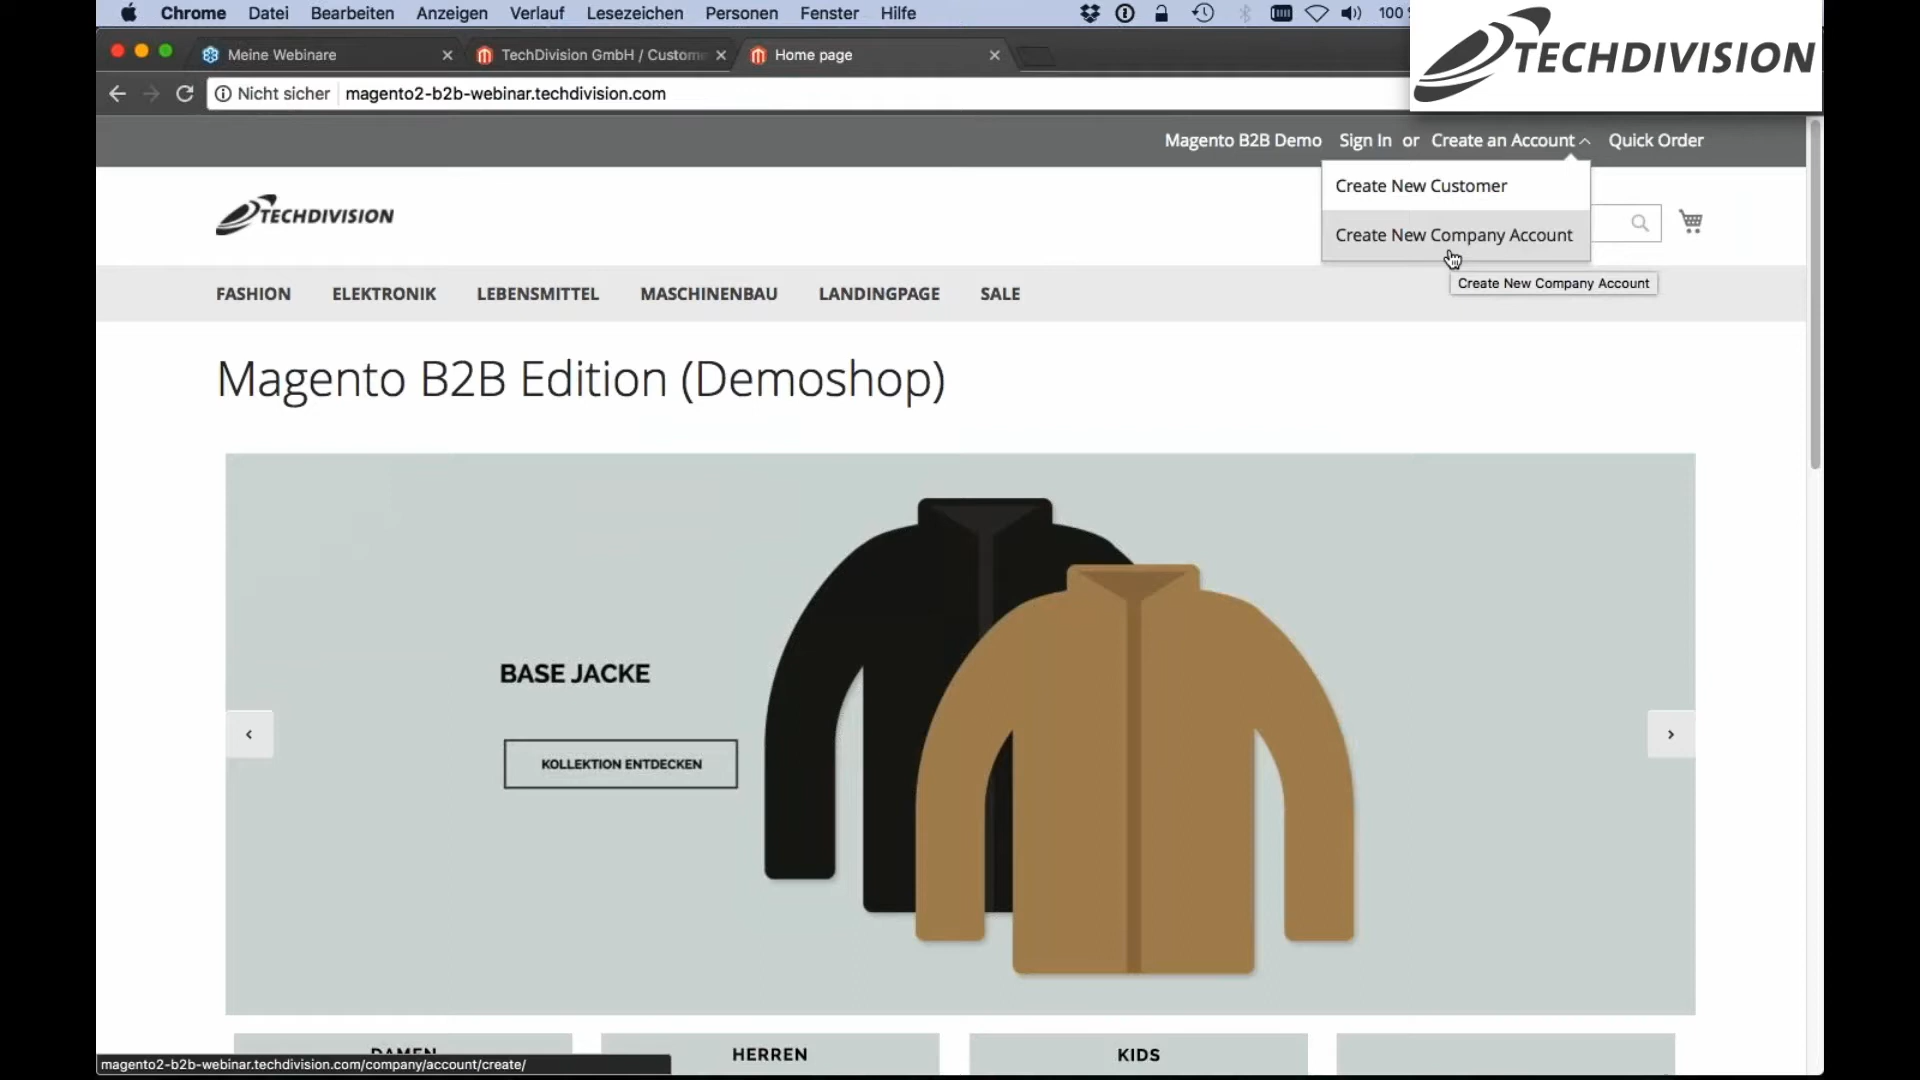 Chrome Datei Bearbeiten Anzeigen Verlauf Lesezeichen Personen Fenster Hilfe 100
TECHDIVISION
Meine Webinare
TechDivision GmbH / Custome
Home page
Nicht sicher magento2-b2b-webinar.techdivision.com
Magento B2B Demo Sign In or Create an Account Quick Order
Create New Customer
TECHDIVISION
Create New Company Account
Create New Company Account
FASHION ELEKTRONIK LEBENSMITTEL MASCHINENBAU LANDINGPAGE SALE
Magento B2B Edition (Demoshop)
BASE JACKE
KOLLEKTION ENTDECKEN
DAMEN HERREN KIDS
magento2-b2b-webinar.techdivision.com/company/account/create/